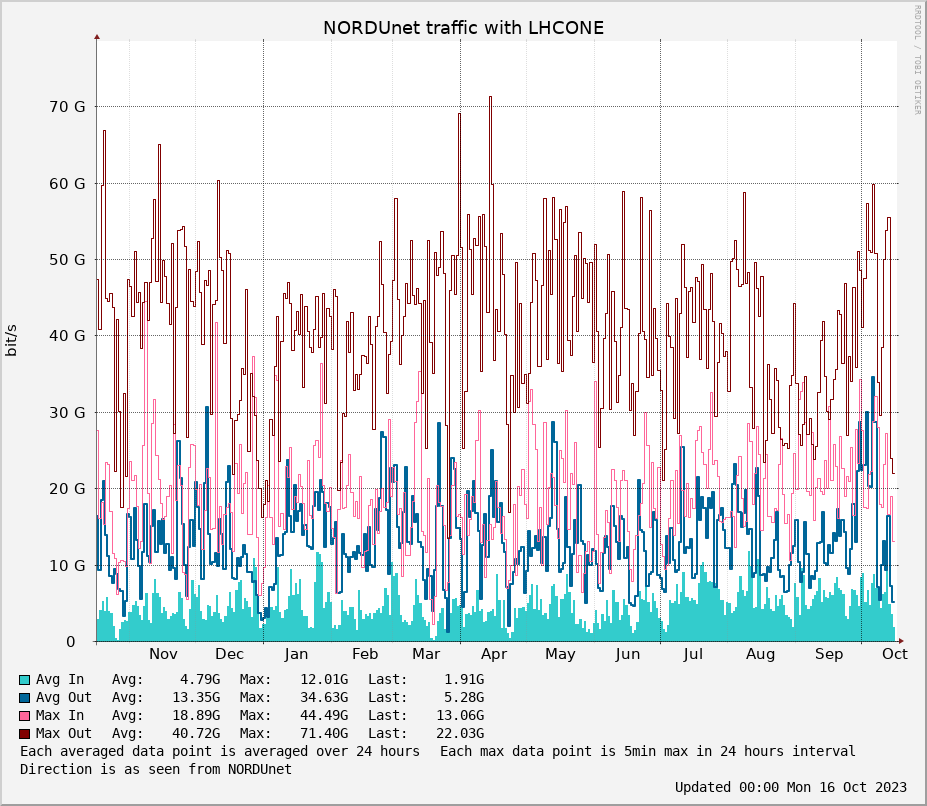 NORDUnet traffic with LHCONE
RRDTOOL / TOBI OETIKER
bit/s
70 G
60 G
50 G
40 G
30 G
20 G
10 G
0
Nov Dec Jan Feb Mar Apr May Jun Jul Aug Sep Oct
Avg In Avg: 4.79G Max: 12.01G Last: 1.91G
Avg Out Avg: 13.35G Max: 34.63G Last: 5.28G
Max In Avg: 18.89G Max: 44.49G Last: 13.06G
Max Out Avg: 40.72G Max: 71.40G Last: 22.03G
Each averaged data point is averaged over 24 hours Each max data point is 5min max in 24 hours interval
Direction is as seen from NORDUnet
Updated 00:00 Mon 16 Oct 2023